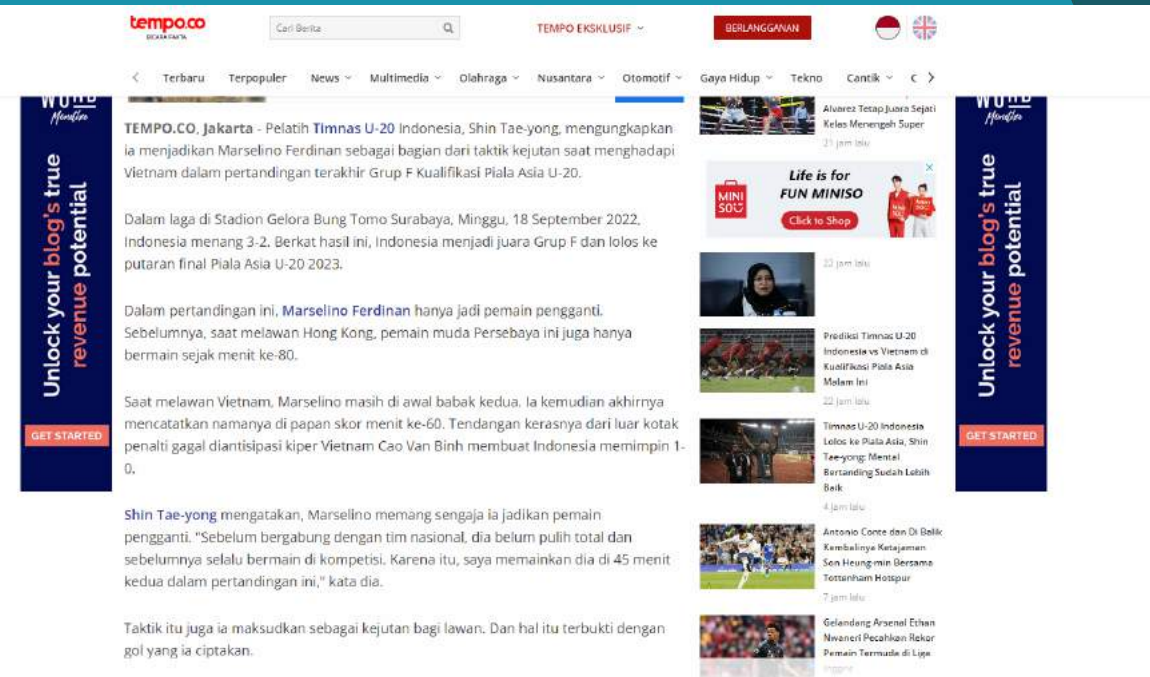 tempo.co
BICARA FAKTA
Cari Berita
TEMPO EKSKLUSIF
BERLANGGANAN
Terbaru
Terpopuler
News
Multimedia
Olahraga
Nusantara
Otomotif
Gaya Hidup
Tekno
Cantik
Monetize
Unlock your blog's true
revenue potential
GET STARTED
TEMPO.CO, Jakarta - Pelatih Timnas U-20 Indonesia, Shin Tae-yong, mengungkapkan
ia menjadikan Marselino Ferdinan sebagai bagian dari taktik kejutan saat menghadapi
Vietnam dalam pertandingan terakhir Grup F Kualifikasi Piala Asia U-20.
Dalam laga di Stadion Gelora Bung Tomo Surabaya, Minggu, 18 September 2022,
Indonesia menang 3-2. Berkat hasil ini, Indonesia menjadi juara Grup F dan lolos ke
putaran final Piala Asia U-20 2023.
Dalam pertandingan ini, Marselino Ferdinan hanya jadi pemain pengganti.
Sebelumnya, saat melawan Hong Kong, pemain muda Persebaya ini juga hanya
bermain sejak menit ke-80.
Saat melawan Vietnam, Marselino masih di awal babak kedua. Ia kemudian akhirnya
mencatatkan namanya di papan skor menit ke-60. Tendangan kerasnya dari luar kotak
penalti gagal diantisipasi kiper Vietnam Cao Van Binh membuat Indonesia memimpin 1-
0.
Shin Tae-yong mengatakan, Marselino memang sengaja ia jadikan pemain
pengganti. "Sebelum bergabung dengan tim nasional, dia belum pulih total dan
sebelumnya selalu bermain di kompetisi. Karena itu, saya memainkan dia di 45 menit
kedua dalam pertandingan ini," kata dia.
Taktik itu juga ia maksudkan sebagai kejutan bagi lawan. Dan hal itu terbukti dengan
gol yang ia ciptakan.
Alvarez Tetap Juara Sejati
Kelas Menengah Super
21 jam lalu
MINI
SO
Life is for
FUN MINISO
Click to Shop
22 jam lalu
Prediksi Timnas U-20
Indonesia vs Vietnam di
Kualifikasi Piala Asia
Malam Ini
22 jam lalu
Timnas U-20 Indonesia
Lolos ke Piala Asia, Shin
Tae-yong: Mental
Bertanding Sudah Lebih
Baik
4 jam lalu
Antonio Conte dan Di Balik
Kembalinya Ketajaman
Son Heung-min Bersama
Tottenham Hotspur
7 jam lalu
Gelandang Arsenal Ethan
Nwaneri Pecahkan Rekor
Pemain Termuda di Liga
Inggris
Monetize
Unlock your blog's true
revenue potential
GET STARTED